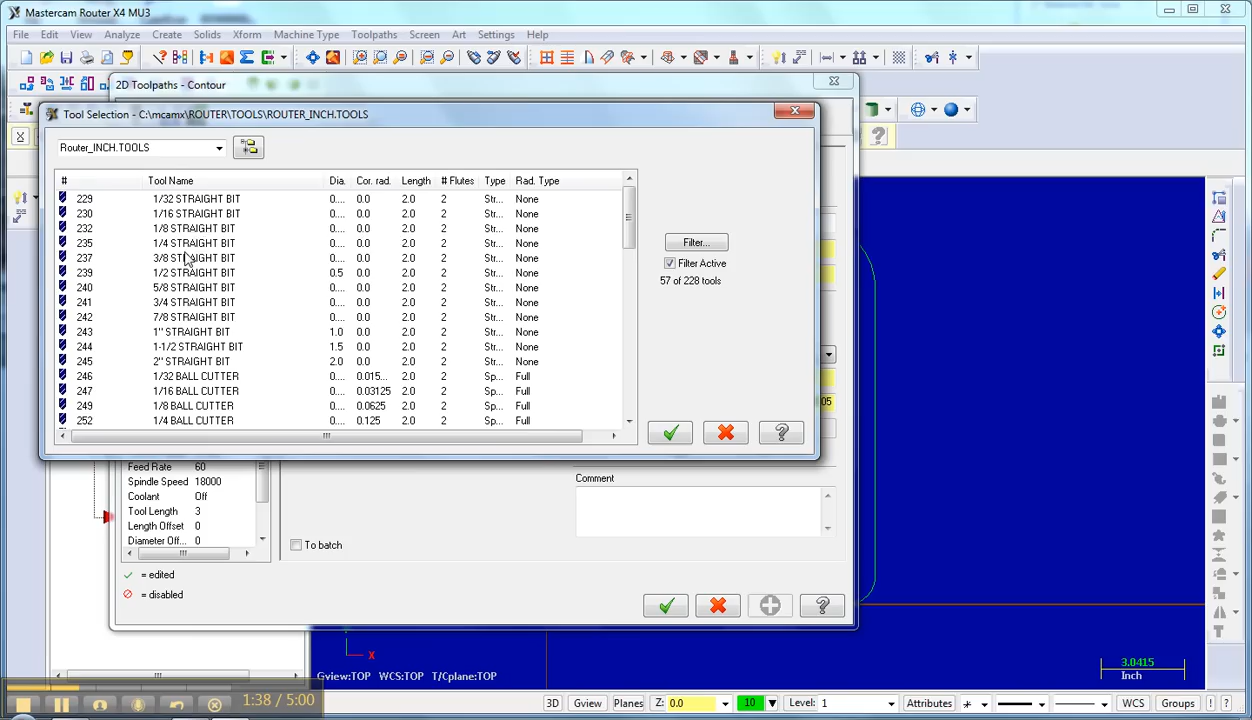 Mastercam Router X4 MU3
File Edit View Analyze Create Solids Xform Machine Type Toolpaths Screen Art Settings Help
2D Toolpaths - Contour
Tool Selection - C:\mcamx\ROUTER\TOOLS\ROUTER_INCH.TOOLS
Router_INCH.TOOLS
# Tool Name Dia. Cor. rad. Length # Flutes Type Rad. Type
229 1/32 STRAIGHT BIT 0.... 0.0 2.0 2 Str... None
230 1/16 STRAIGHT BIT 0.... 0.0 2.0 2 Str... None
232 1/8 STRAIGHT BIT 0.... 0.0 2.0 2 Str... None
235 1/4 STRAIGHT BIT 0.... 0.0 2.0 2 Str... None
237 3/8 STRAIGHT BIT 0.... 0.0 2.0 2 Str... None
239 1/2 STRAIGHT BIT 0.5 0.0 2.0 2 Str... None
240 5/8 STRAIGHT BIT 0.... 0.0 2.0 2 Str... None
241 3/4 STRAIGHT BIT 0.... 0.0 2.0 2 Str... None
242 7/8 STRAIGHT BIT 0.... 0.0 2.0 2 Str... None
243 1" STRAIGHT BIT 1.0 0.0 2.0 2 Str... None
244 1-1/2 STRAIGHT BIT 1.5 0.0 2.0 2 Str... None
245 2" STRAIGHT BIT 2.0 0.0 2.0 2 Str... None
246 1/32 BALL CUTTER 0.... 0.015... 2.0 2 Sp... Full
247 1/16 BALL CUTTER 0.... 0.03125 2.0 2 Sp... Full
249 1/8 BALL CUTTER 0.... 0.0625 2.0 2 Sp... Full
252 1/4 BALL CUTTER 0.... 0.125 2.0 2 Sp... Full
Filter...
Filter Active
57 of 228 tools
05
Feed Rate 60
Spindle Speed 18000
Coolant Off
Tool Length 3
Length Offset 0
Diameter Off... 0
Comment
To batch
= edited
= disabled
X
Gview:TOP WCS:TOP T/Cplane:TOP
3.0415
Inch
1:38 / 5:00
3D Gview Planes Z: 0.0 10 Level: 1 Attributes WCS Groups ! ?